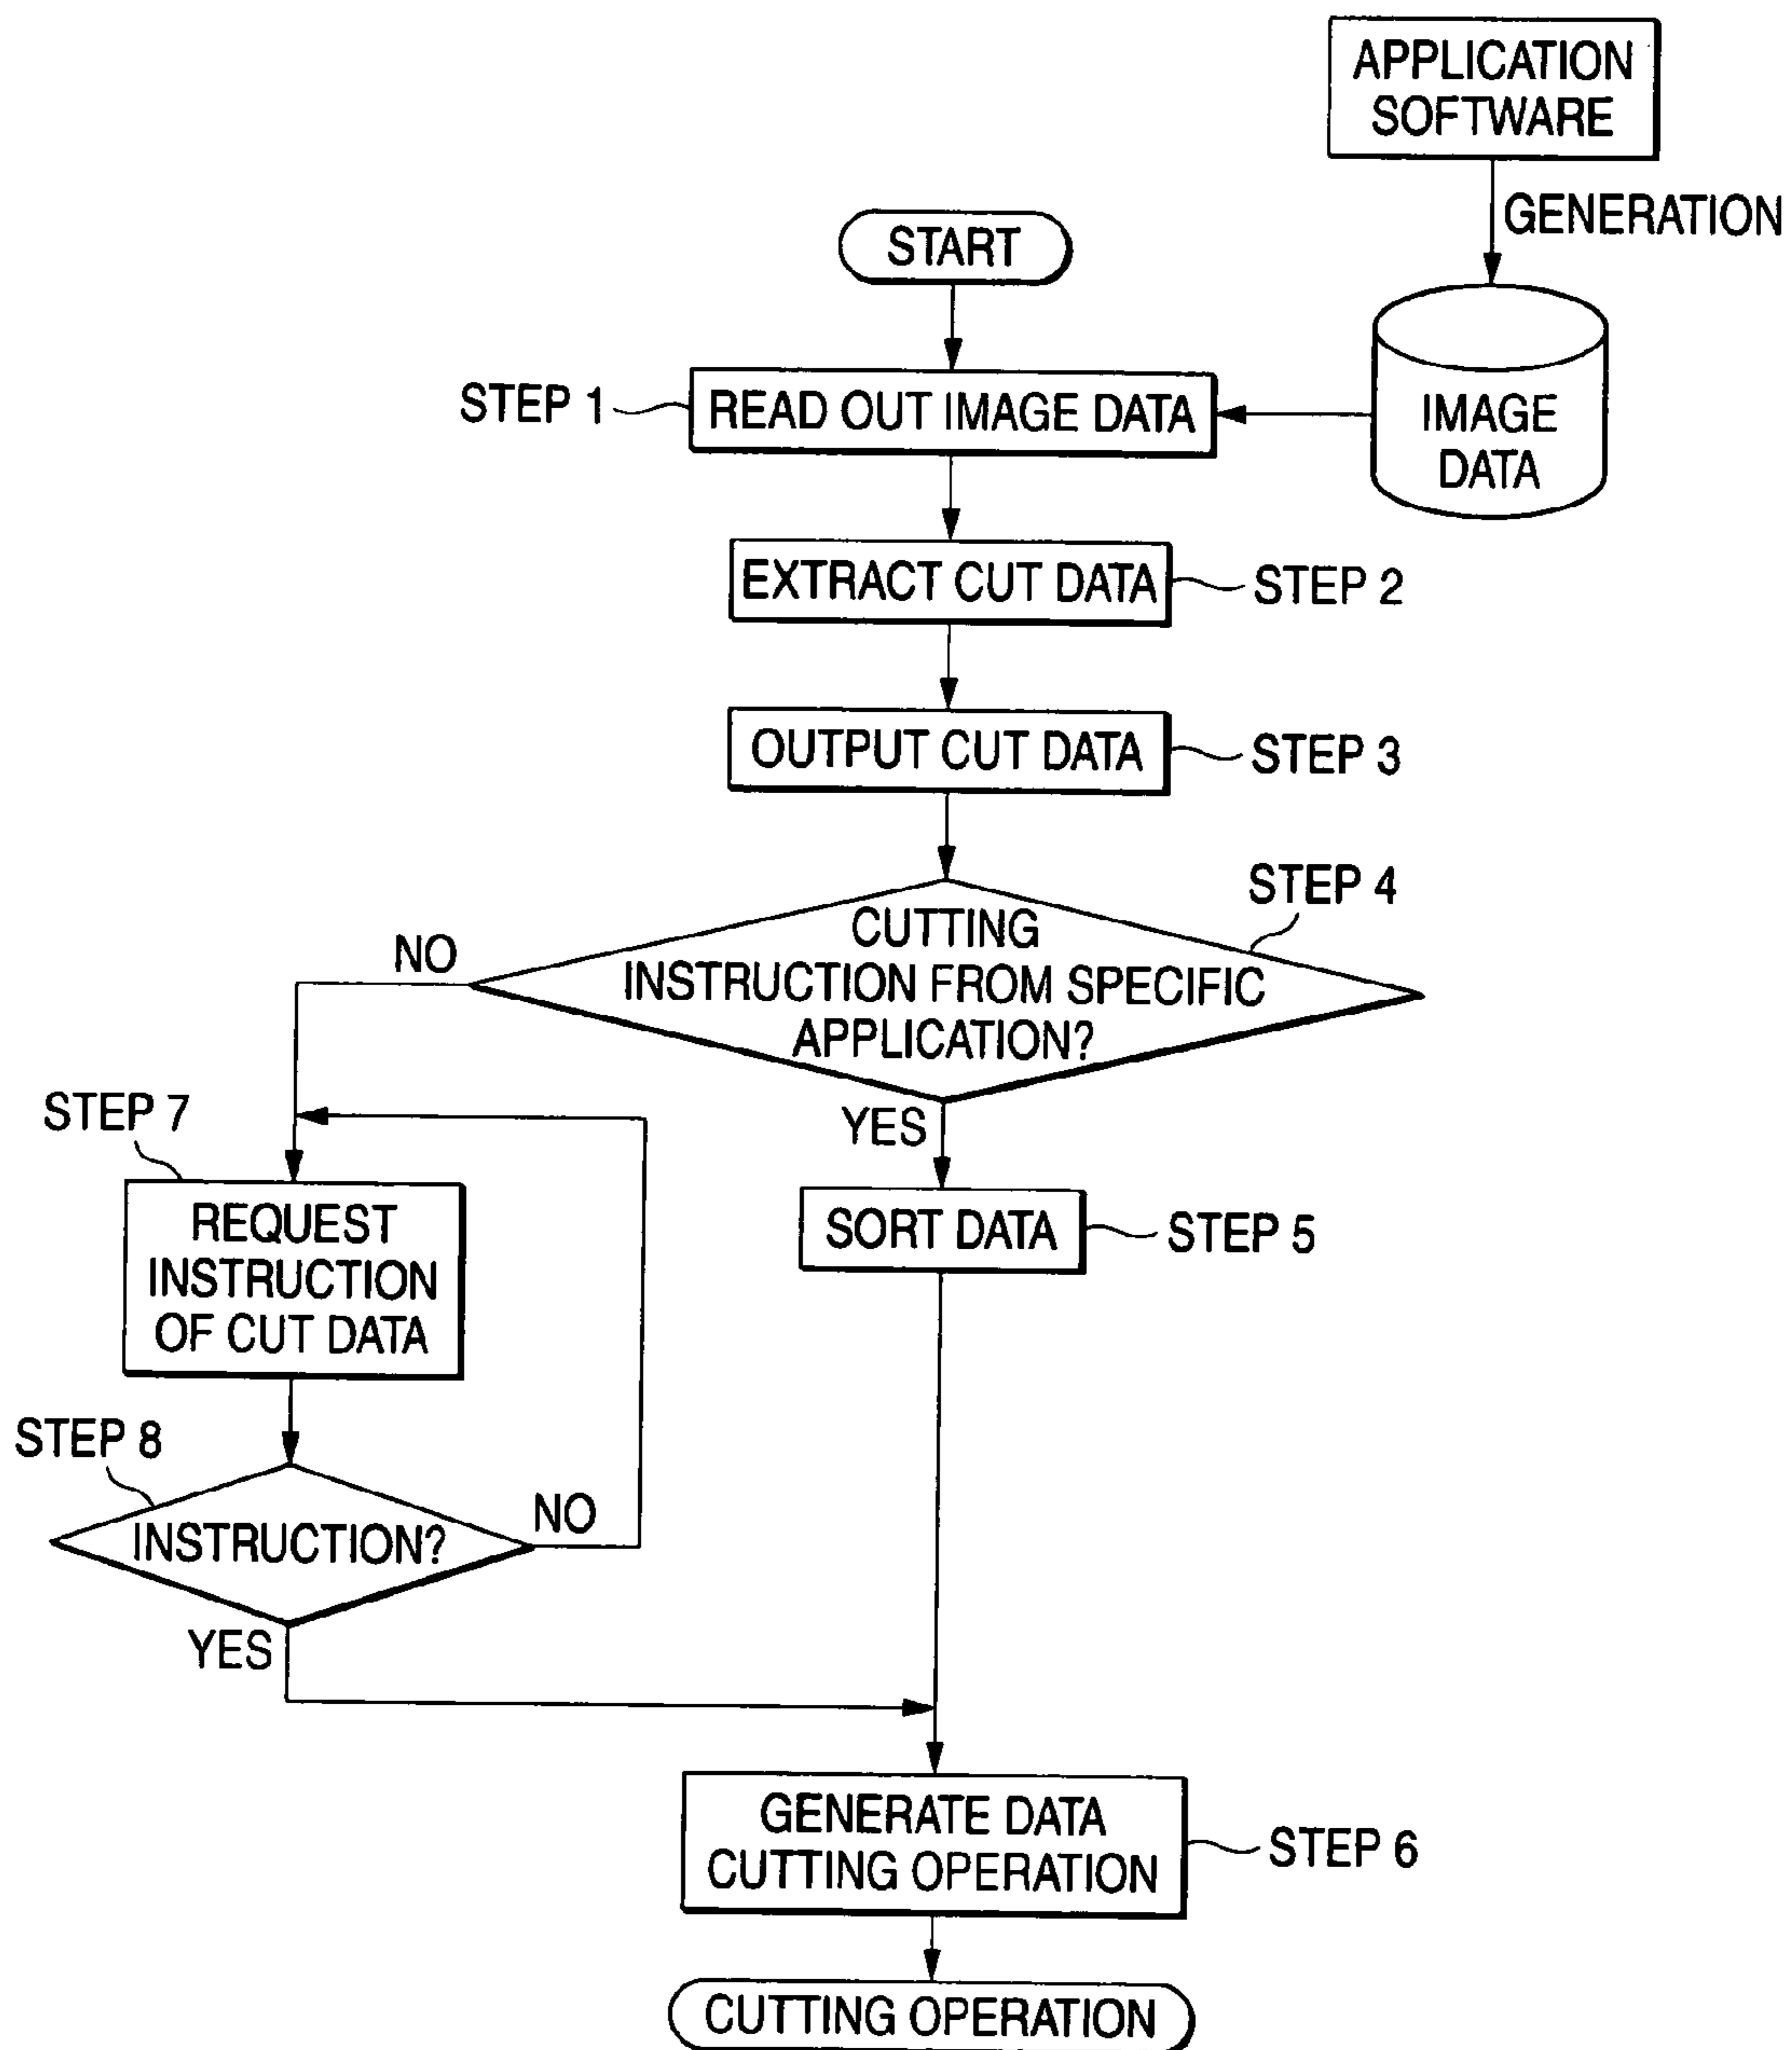 APPLICATION
SOFTWARE
GENERATION
START
STEP 1
READ OUT IMAGE DATA
IMAGE
DATA
EXTRACT CUT DATA
STEP 2
OUTPUT CUT DATA
STEP 3
STEP 4
CUTTING
INSTRUCTION FROM SPECIFIC
APPLICATION?
NO
YES
STEP 7
REQUEST
INSTRUCTION
OF CUT DATA
SORT DATA
STEP 5
STEP 8
INSTRUCTION?
NO
YES
GENERATE DATA
CUTTING OPERATION
STEP 6
CUTTING OPERATION